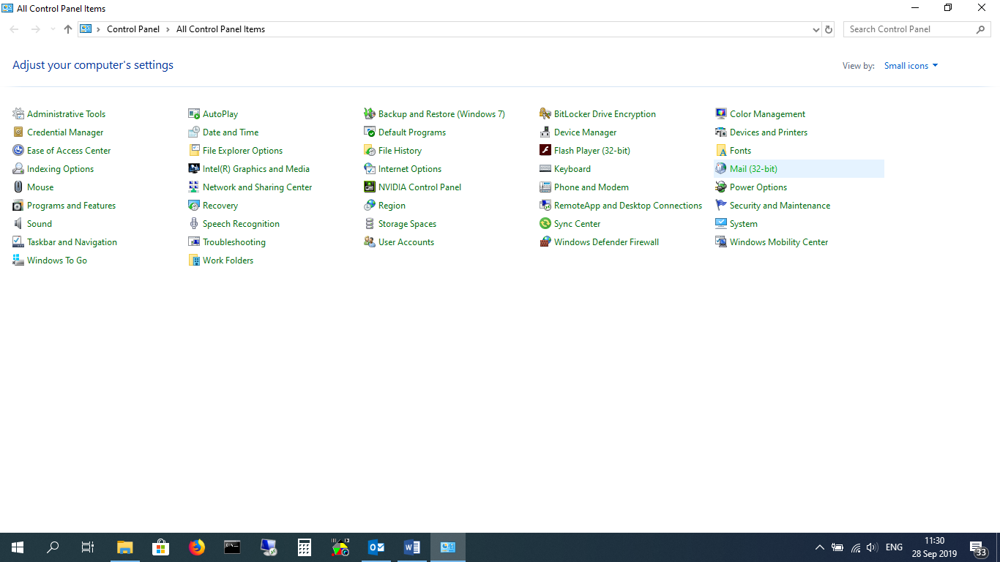 All Control Panel Items
Control Panel > All Control Panel Items
Search Control Panel
Adjust your computer's settings
View by: Small icons
Administrative Tools AutoPlay Backup and Restore (Windows 7) BitLocker Drive Encryption Color Management
Credential Manager Date and Time Default Programs Device Manager Devices and Printers
Ease of Access Center File Explorer Options File History Flash Player (32-bit) Fonts
Indexing Options Intel(R) Graphics and Media Internet Options Keyboard Mail (32-bit)
Mouse Network and Sharing Center NVIDIA Control Panel Phone and Modem Power Options
Programs and Features Recovery Region RemoteApp and Desktop Connections Security and Maintenance
Sound Speech Recognition Storage Spaces Sync Center System
Taskbar and Navigation Troubleshooting User Accounts Windows Defender Firewall Windows Mobility Center
Windows To Go Work Folders
ENG
11:30
28 Sep 2019
33